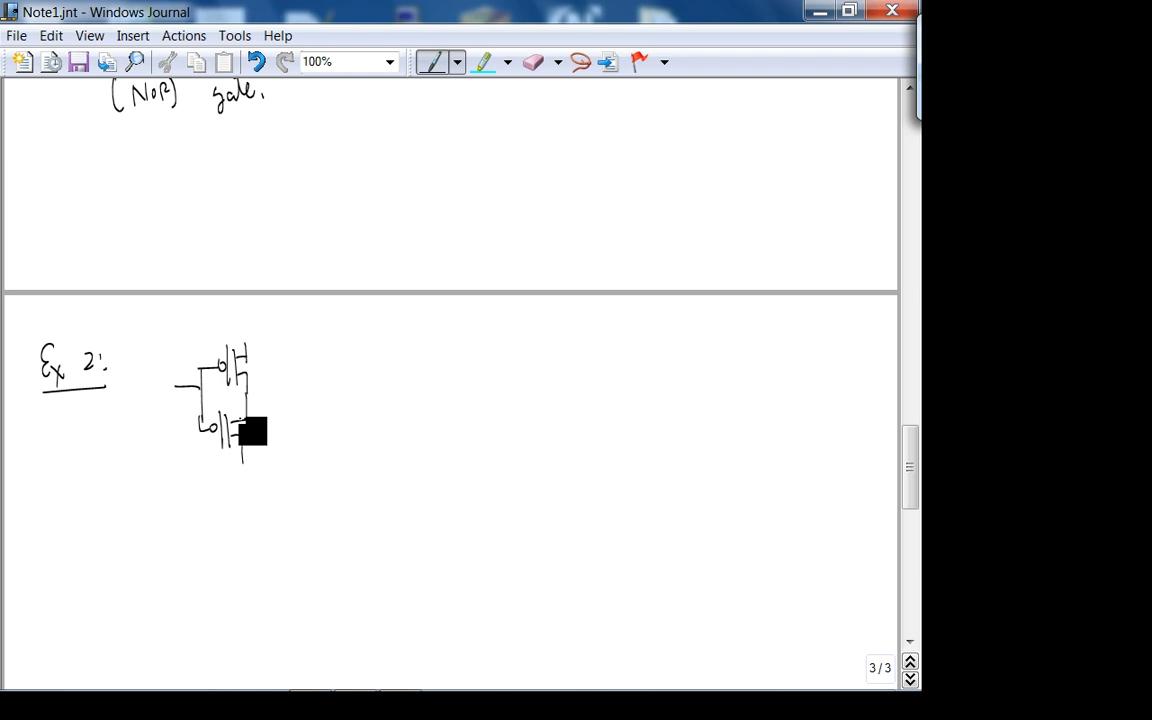 Note1.jnt - Windows Journal
File Edit View Insert Actions Tools Help
100%
(NOR) gate.
Ex 2:
3 / 3